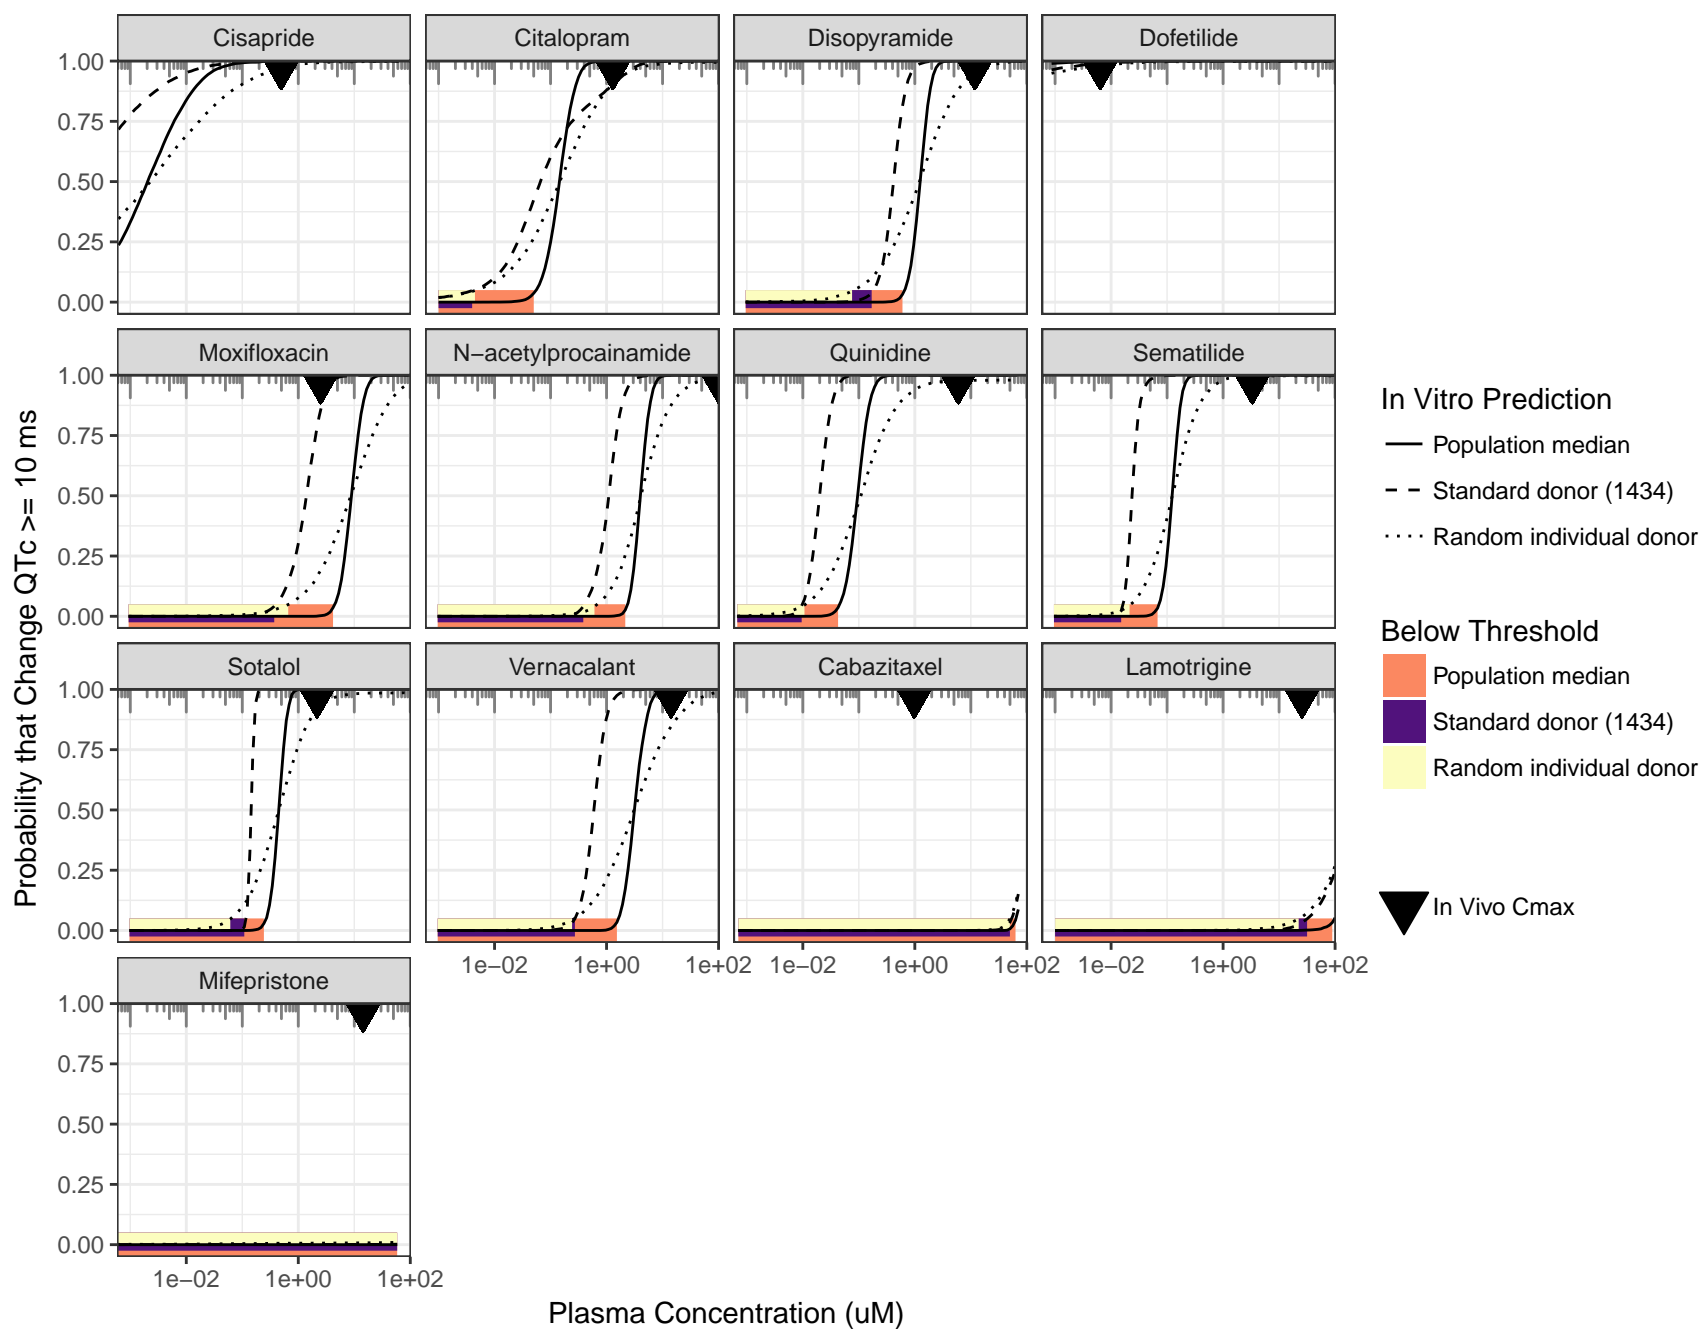 Cisapride
Citalopram
Disopyramide
Dofetilide
1.00
0.75
0.50
0.25
0.00
Moxifloxacin
N−acetylprocainamide
Quinidine
Sematilide
1.00
0.75
0.50
0.25
0.00
Sotalol
Vernacalant
Cabazitaxel
Lamotrigine
1.00
0.75
0.50
0.25
0.00
1e−02 1e+00 1e+02
1e−02 1e+00 1e+02
1e−02 1e+00 1e+02
Mifepristone
1.00
0.75
0.50
0.25
0.00
1e−02 1e+00 1e+02
Plasma Concentration (uM)
Probability that Change QTc >= 10 ms
In Vitro Prediction
Population median
Standard donor (1434)
Random individual donor
Below Threshold
Population median
Standard donor (1434)
Random individual donor
In Vivo Cmax